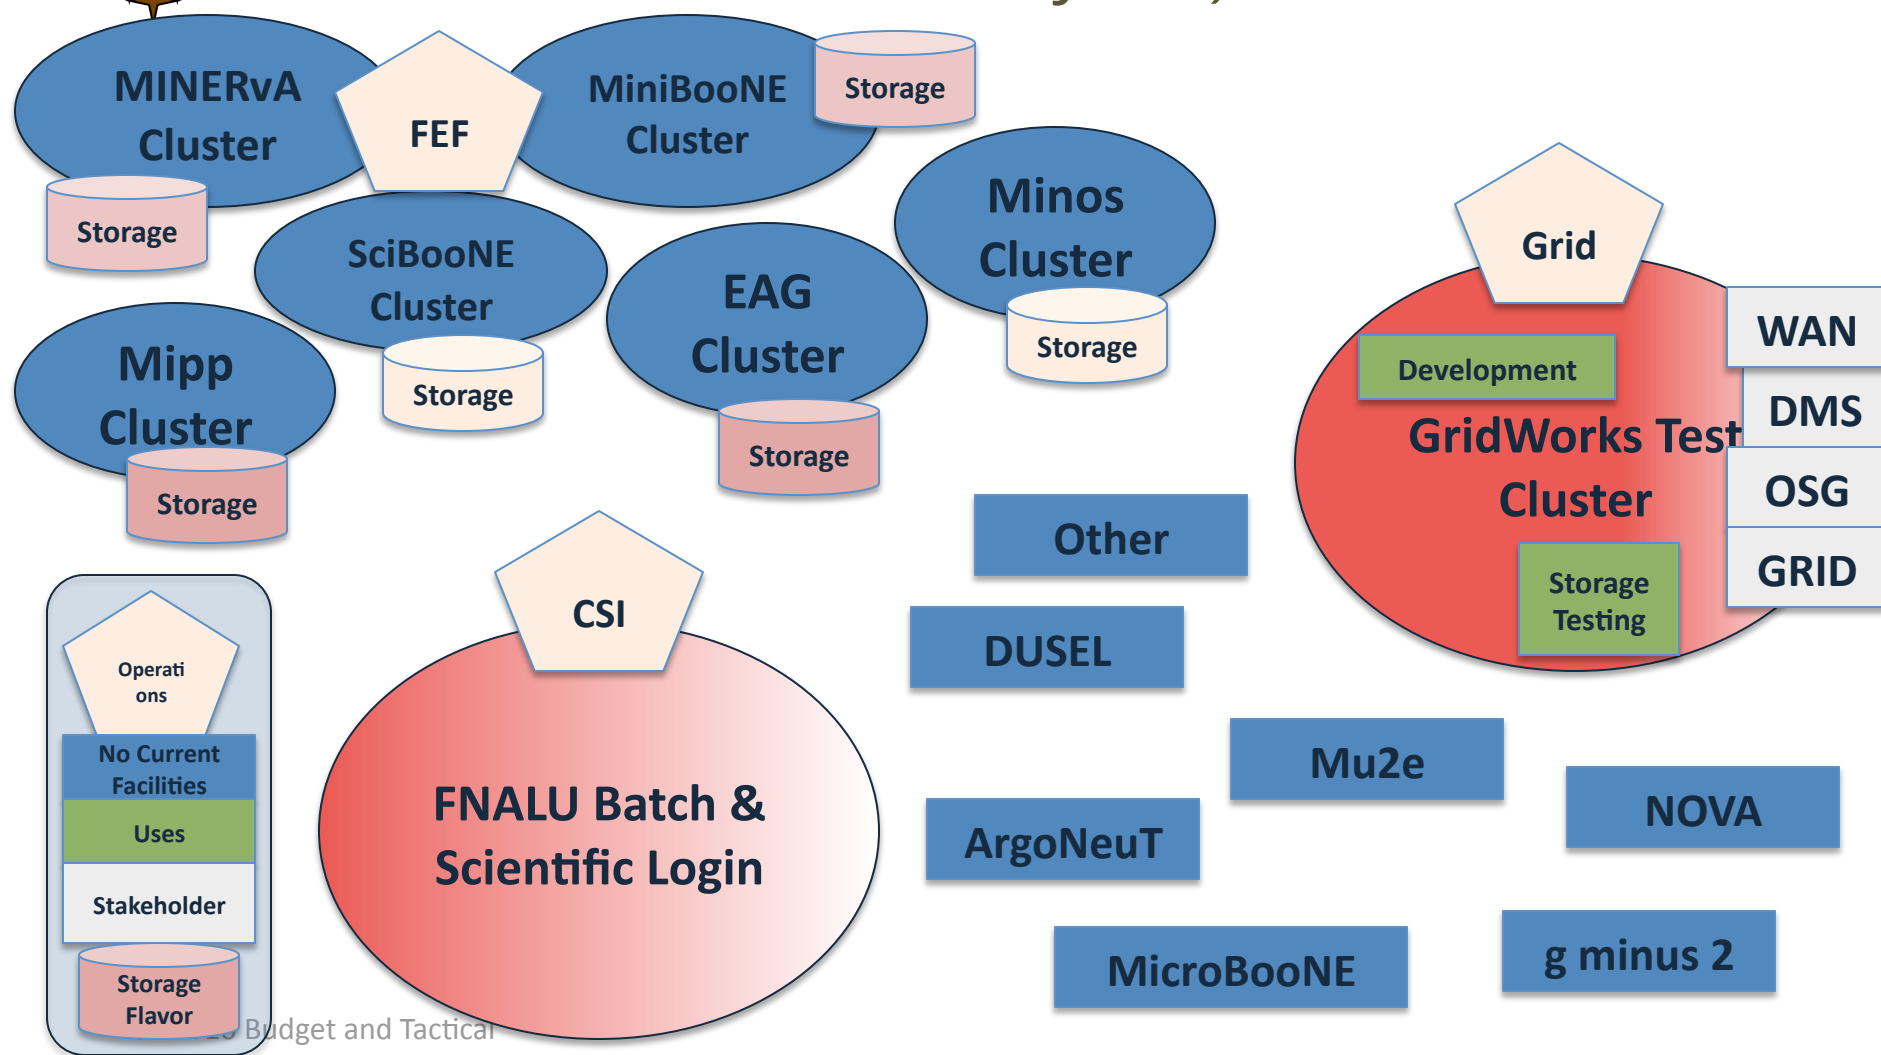 MINERvA
Cluster
FEF
MiniBooNE
Cluster
Storage
Storage
SciBooNE
Cluster
Storage
EAG
Cluster
Storage
Minos
Cluster
Storage
Mipp
Cluster
Storage
Grid
WAN
Development
DMS
GridWorks Test
Cluster
OSG
GRID
Storage
Testing
Other
DUSEL
CSI
FNALU Batch &
Scientific Login
Mu2e
NOVA
ArgoNeuT
MicroBooNE
g minus 2
Operati
ons
No Current
Facilities
Uses
Stakeholder
Storage
Flavor
Budget and Tactical